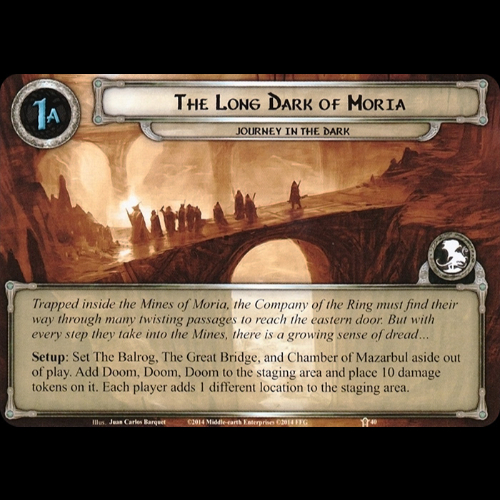 1A
The Long Dark of Moria
Journey in the Dark
Trapped inside the Mines of Moria, the Company of the Ring must find their
way through many twisting passages to reach the eastern door. But with
every step they take into the Mines, there is a growing sense of dread...
Setup: Set The Balrog, The Great Bridge, and Chamber of Mazarbul aside out
of play. Add Doom, Doom, Doom to the staging area and place 10 damage
tokens on it. Each player adds 1 different location to the staging area.
Illus. Juan Carlos Barquet ©2014 Middle-earth Enterprises ©2014 FFG 40